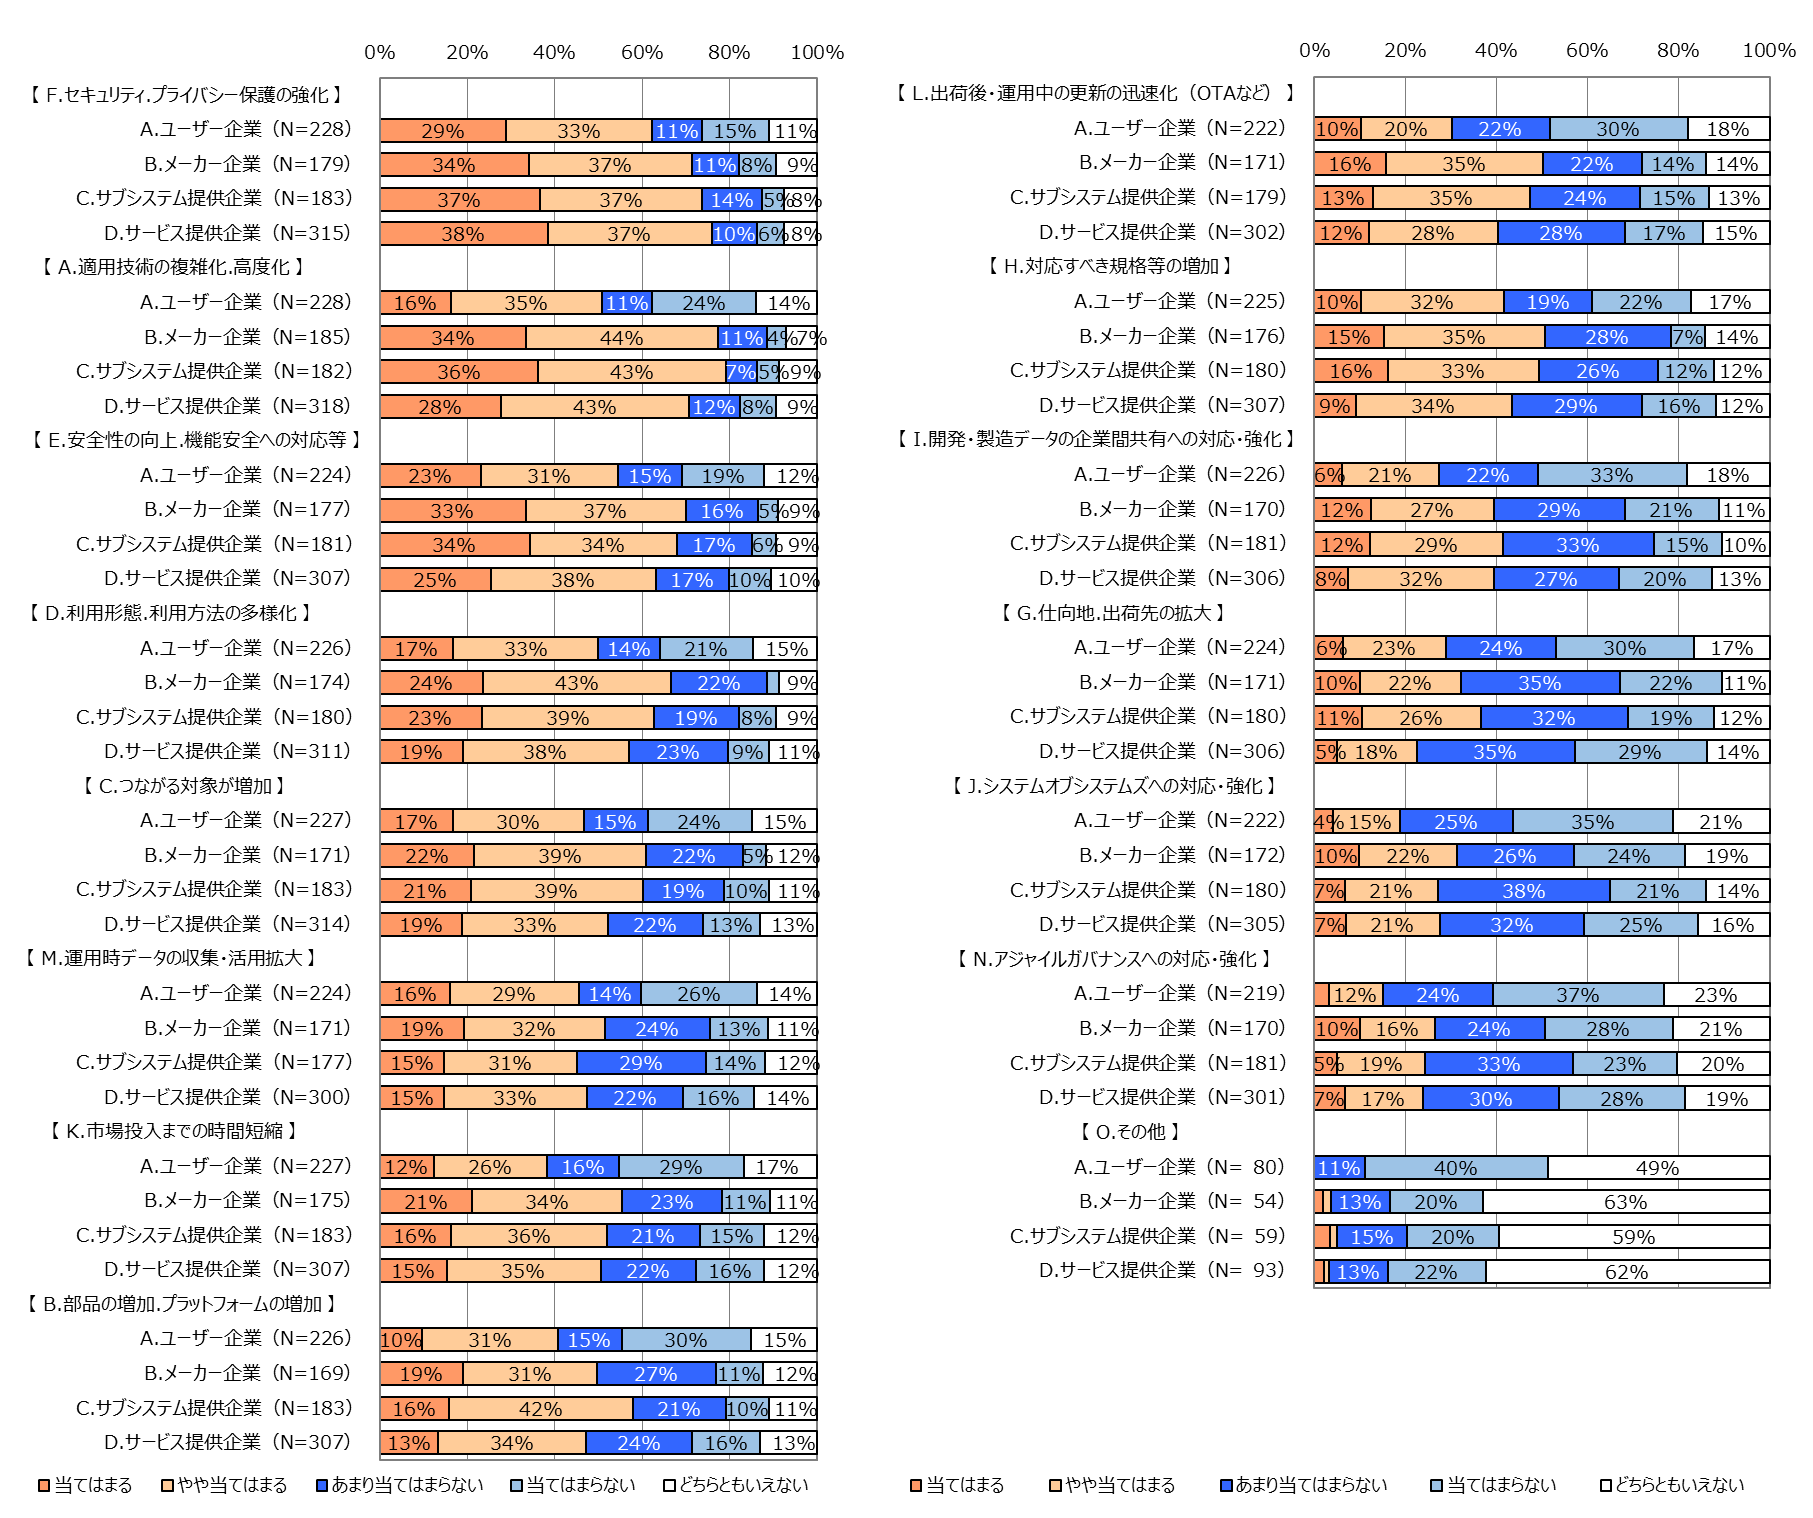 0% 20% 40% 60% 80% 100%
【 F.セキュリティ.プライバシー保護の強化 】
A.ユーザー企業（N=228） 29% 33% 11% 15% 11%
B.メーカー企業（N=179） 34% 37% 11% 8% 9%
C.サブシステム提供企業（N=183） 37% 37% 14% 5% 8%
D.サービス提供企業（N=315） 38% 37% 10% 6% 8%
【 A.適用技術の複雑化.高度化 】
A.ユーザー企業（N=228） 16% 35% 11% 24% 14%
B.メーカー企業（N=185） 34% 44% 11% 4% 7%
C.サブシステム提供企業（N=182） 36% 43% 7% 5% 9%
D.サービス提供企業（N=318） 28% 43% 12% 8% 9%
【 E.安全性の向上.機能安全への対応等 】
A.ユーザー企業（N=224） 23% 31% 15% 19% 12%
B.メーカー企業（N=177） 33% 37% 16% 5% 9%
C.サブシステム提供企業（N=181） 34% 34% 17% 6% 9%
D.サービス提供企業（N=307） 25% 38% 17% 10% 10%
【 D.利用形態.利用方法の多様化 】
A.ユーザー企業（N=226） 17% 33% 14% 21% 15%
B.メーカー企業（N=174） 24% 43% 22% 9%
C.サブシステム提供企業（N=180） 23% 39% 19% 8% 9%
D.サービス提供企業（N=311） 19% 38% 23% 9% 11%
【 C.つながる対象が増加 】
A.ユーザー企業（N=227） 17% 30% 15% 24% 15%
B.メーカー企業（N=171） 22% 39% 22% 5% 12%
C.サブシステム提供企業（N=183） 21% 39% 19% 10% 11%
D.サービス提供企業（N=314） 19% 33% 22% 13% 13%
【 M.運用時データの収集・活用拡大 】
A.ユーザー企業（N=224） 16% 29% 14% 26% 14%
B.メーカー企業（N=171） 19% 32% 24% 13% 11%
C.サブシステム提供企業（N=177） 15% 31% 29% 14% 12%
D.サービス提供企業（N=300） 15% 33% 22% 16% 14%
【 K.市場投入までの時間短縮 】
A.ユーザー企業（N=227） 12% 26% 16% 29% 17%
B.メーカー企業（N=175） 21% 34% 23% 11% 11%
C.サブシステム提供企業（N=183） 16% 36% 21% 15% 12%
D.サービス提供企業（N=307） 15% 35% 22% 16% 12%
【 B.部品の増加.プラットフォームの増加 】
A.ユーザー企業（N=226） 10% 31% 15% 30% 15%
B.メーカー企業（N=169） 19% 31% 27% 11% 12%
C.サブシステム提供企業（N=183） 16% 42% 21% 10% 11%
D.サービス提供企業（N=307） 13% 34% 24% 16% 13%
当てはまる やや当てはまる あまり当てはまらない 当てはまらない どちらともいえない
0% 20% 40% 60% 80% 100%
【 L.出荷後・運用中の更新の迅速化（OTAなど） 】
A.ユーザー企業（N=222） 10% 20% 22% 30% 18%
B.メーカー企業（N=171） 16% 35% 22% 14% 14%
C.サブシステム提供企業（N=179） 13% 35% 24% 15% 13%
D.サービス提供企業（N=302） 12% 28% 28% 17% 15%
【 H.対応すべき規格等の増加 】
A.ユーザー企業（N=225） 10% 32% 19% 22% 17%
B.メーカー企業（N=176） 15% 35% 28% 7% 14%
C.サブシステム提供企業（N=180） 16% 33% 26% 12% 12%
D.サービス提供企業（N=307） 9% 34% 29% 16% 12%
【 I.開発・製造データの企業間共有への対応・強化 】
A.ユーザー企業（N=226） 6% 21% 22% 33% 18%
B.メーカー企業（N=170） 12% 27% 29% 21% 11%
C.サブシステム提供企業（N=181） 12% 29% 33% 15% 10%
D.サービス提供企業（N=306） 8% 32% 27% 20% 13%
【 G.仕向地.出荷先の拡大 】
A.ユーザー企業（N=224） 6% 23% 24% 30% 17%
B.メーカー企業（N=171） 10% 22% 35% 22% 11%
C.サブシステム提供企業（N=180） 11% 26% 32% 19% 12%
D.サービス提供企業（N=306） 5% 18% 35% 29% 14%
【 J.システムオブシステムズへの対応・強化 】
A.ユーザー企業（N=222） 4% 15% 25% 35% 21%
B.メーカー企業（N=172） 10% 22% 26% 24% 19%
C.サブシステム提供企業（N=180） 7% 21% 38% 21% 14%
D.サービス提供企業（N=305） 7% 21% 32% 25% 16%
【 N.アジャイルガバナンスへの対応・強化 】
A.ユーザー企業（N=219） 12% 24% 37% 23%
B.メーカー企業（N=170） 10% 16% 24% 28% 21%
C.サブシステム提供企業（N=181） 5% 19% 33% 23% 20%
D.サービス提供企業（N=301） 7% 17% 30% 28% 19%
【 O.その他 】
A.ユーザー企業（N= 80） 11% 40% 49%
B.メーカー企業（N= 54） 13% 20% 63%
C.サブシステム提供企業（N= 59） 15% 20% 59%
D.サービス提供企業（N= 93） 13% 22% 62%
当てはまる やや当てはまる あまり当てはまらない 当てはまらない どちらともいえない